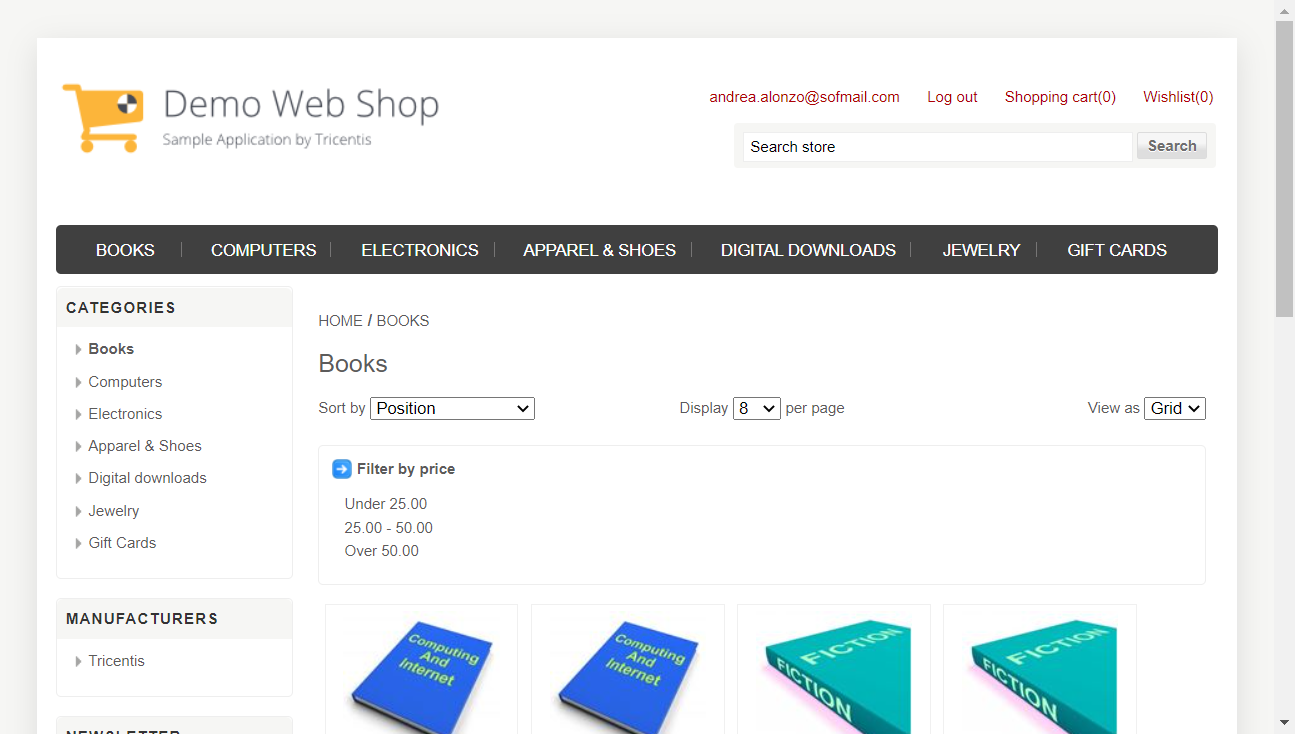 Demo Web Shop
Sample Application by Tricentis
andrea.alonzo@sofmail.com Log out Shopping cart(0) Wishlist(0)
Search store Search
BOOKS COMPUTERS ELECTRONICS APPAREL & SHOES DIGITAL DOWNLOADS JEWELRY GIFT CARDS
CATEGORIES
Books
Computers
Electronics
Apparel & Shoes
Digital downloads
Jewelry
Gift Cards
MANUFACTURERS
Tricentis
NEWSLETTER
HOME / BOOKS
Books
Sort by Position Display 8 per page View as Grid
Filter by price
Under 25.00
25.00 - 50.00
Over 50.00
Computing
And
Internet
Computing
And
Internet
FICTION
FICTION
FICTION
FICTION